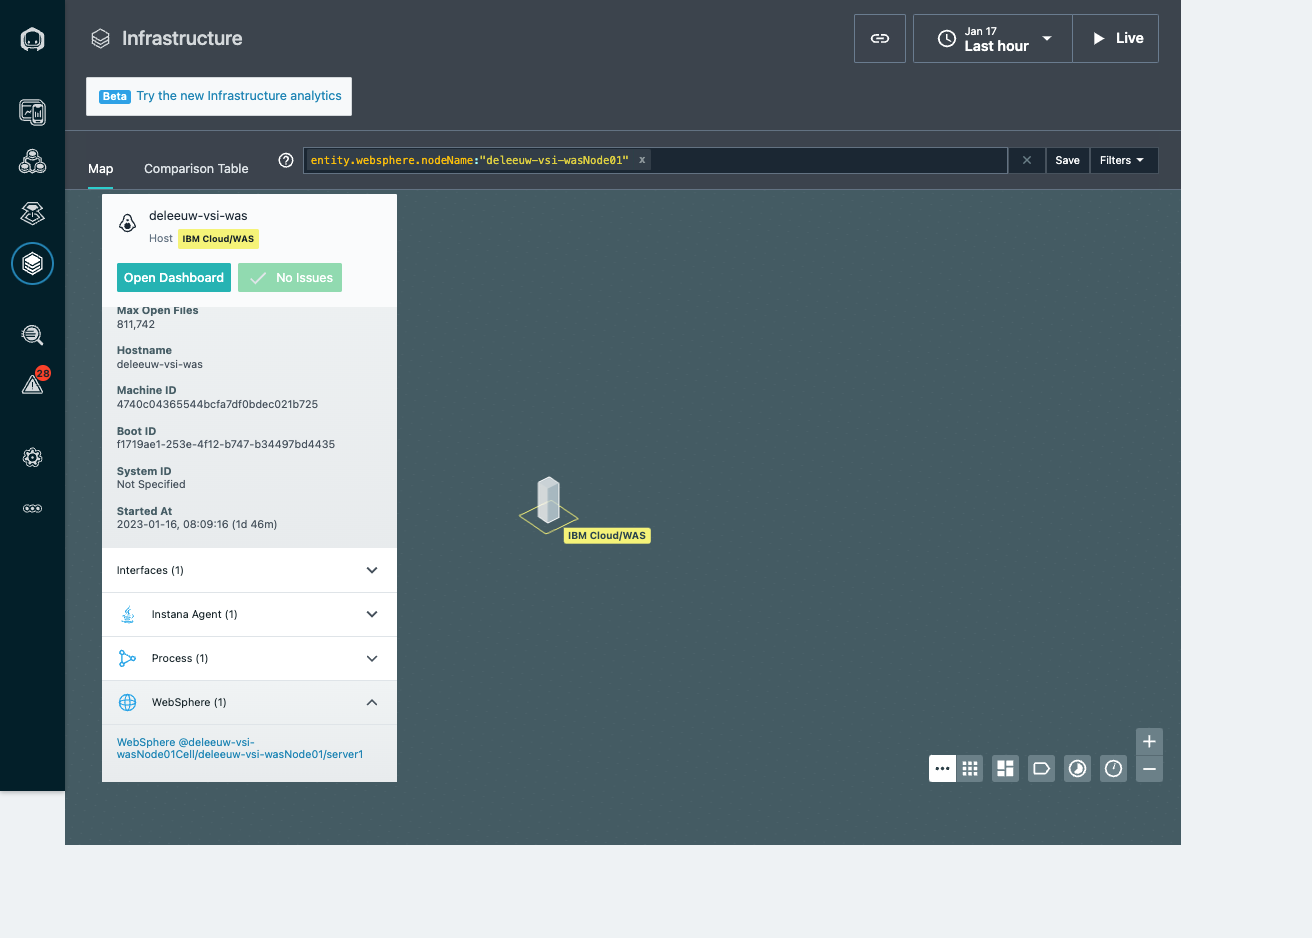 Infrastructure
Jan 17
Last hour
Live
Beta Try the new Infrastructure analytics
Map
Comparison Table
entity.websphere.nodeName:"deleeuw-vsi-wasNode01" x
Save
Filters
28
deleeuw-vsi-was
Host IBM Cloud/WAS
Open Dashboard
No Issues
Max Open Files
811,742
Hostname
deleeuw-vsi-was
Machine ID
4740c04365544bcfa7df0bdec021b725
Boot ID
f1719ae1-253e-4f12-b747-b34497bd4435
System ID
Not Specified
Started At
2023-01-16, 08:09:16 (1d 46m)
Interfaces (1)
Instana Agent (1)
Process (1)
WebSphere (1)
WebSphere @deleeuw-vsi-
wasNode01Cell/deleeuw-vsi-wasNode01/server1
IBM Cloud/WAS